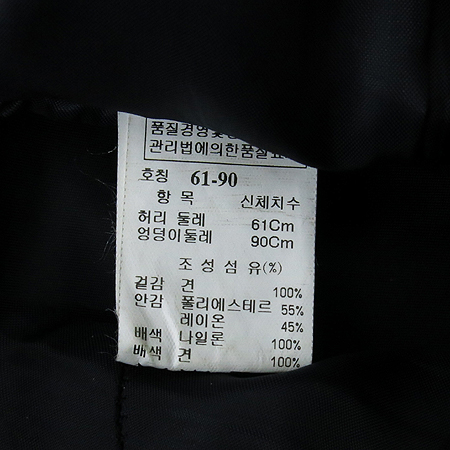 품질경영및
관리법에의한품질표
호칭 61-90
항 목 신체치수
허리 둘레 61Cm
엉덩이둘레 90Cm
조 성 섬 유(%)
겉감 견 100%
안감 폴리에스테르 55%
레이온 45%
배색 나일론 100%
배색 견 100%